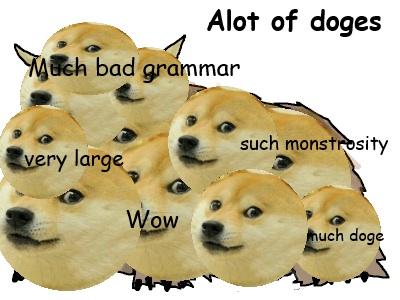 Alot of doges
Much bad grammar
such monstrosity
very large
Wow
much doge